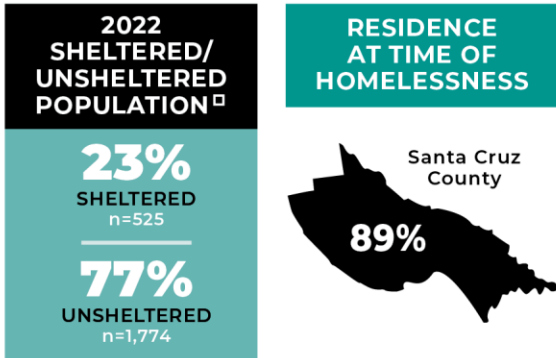 2022
SHELTERED/
UNSHELTERED
POPULATION□
23%
SHELTERED
n=525
77%
UNSHELTERED
n=1,774
RESIDENCE
AT TIME OF
HOMELESSNESS
Santa Cruz
County
89%